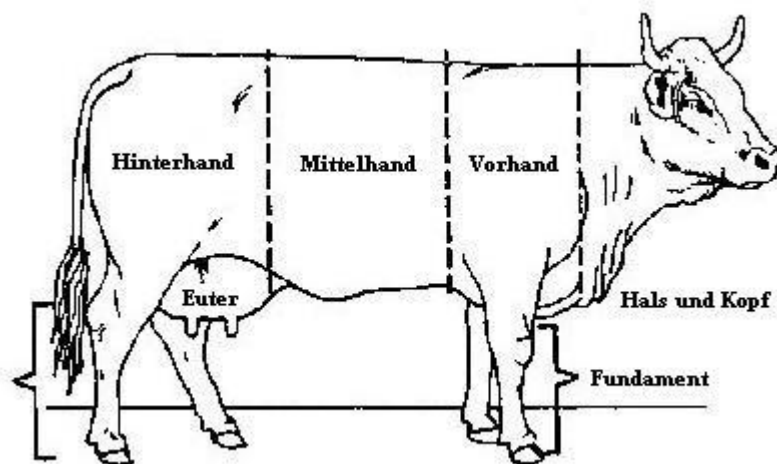 Hinterhand
Mittelhand
Vorhand
Euter
Hals und Kopf
Fundament